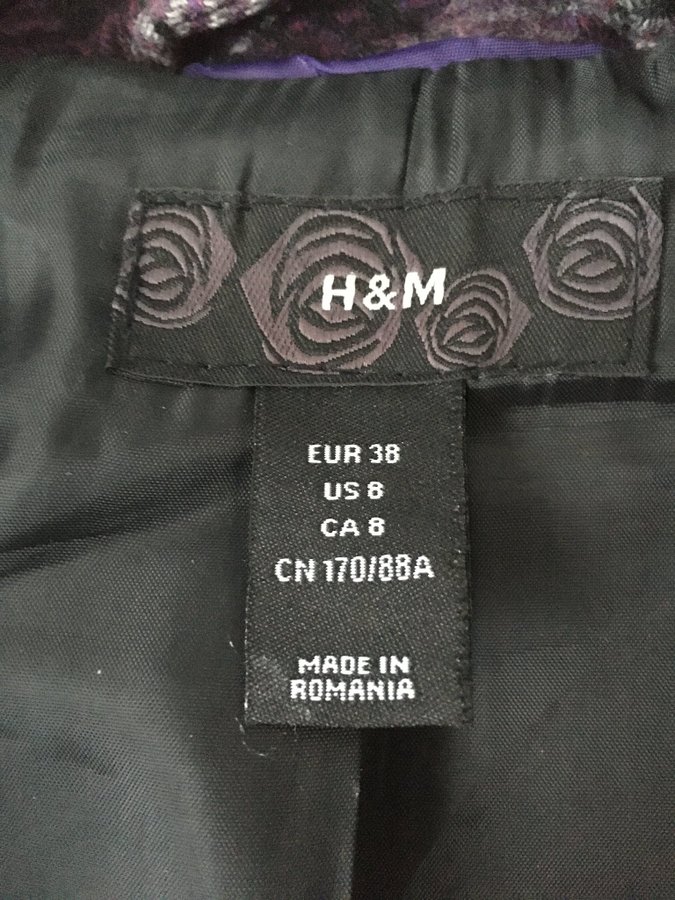 H&M
EUR 38
US 8
CA 8
CN 170/88A
MADE IN
ROMANIA